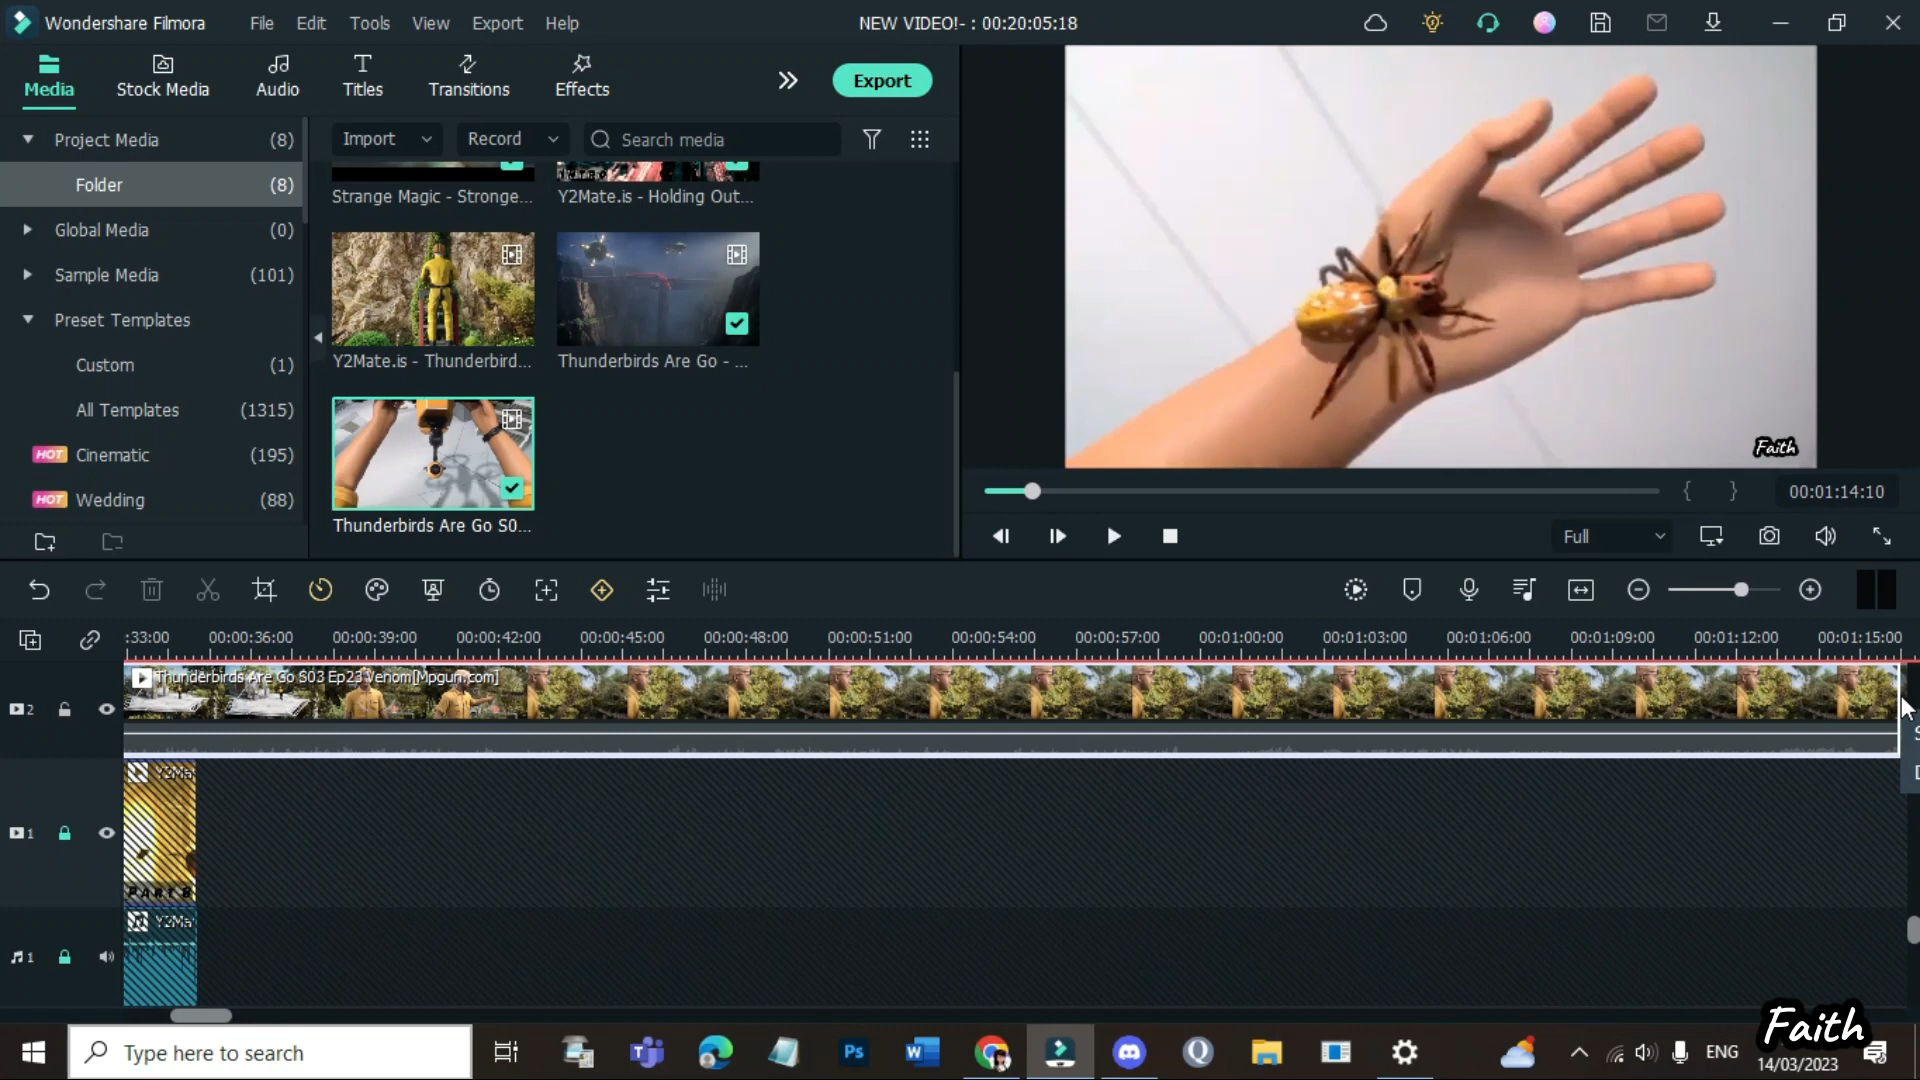 Wondershare Filmora
File Edit Tools View Export Help
NEW VIDEO!- : 00:20:05:18
Media
Stock Media
Audio
Titles
Transitions
Effects
Export
Project Media (8)
Folder (8)
Global Media (0)
Sample Media (101)
Preset Templates
Custom (1)
All Templates (1315)
HOT Cinematic (195)
HOT Wedding (88)
Import
Record
Search media
Strange Magic - Stronge...
Y2Mate.is - Holding Out...
Y2Mate.is - Thunderbird...
Thunderbirds Are Go - ...
Thunderbirds Are Go S0...
Faith
{ } 00:01:14:10
Full
:33:00 00:00:36:00 00:00:39:00 00:00:42:00 00:00:45:00 00:00:48:00 00:00:51:00 00:00:54:00 00:00:57:00 00:01:00:00 00:01:03:00 00:01:06:00 00:01:09:00 00:01:12:00 00:01:15:00
Thunderbirds Are Go S03 Ep23 Venom[Mpgun.com]
2
Y2Ma
1
PART 8
Y2Ma
1
Faith
Type here to search
ENG
14/03/2023